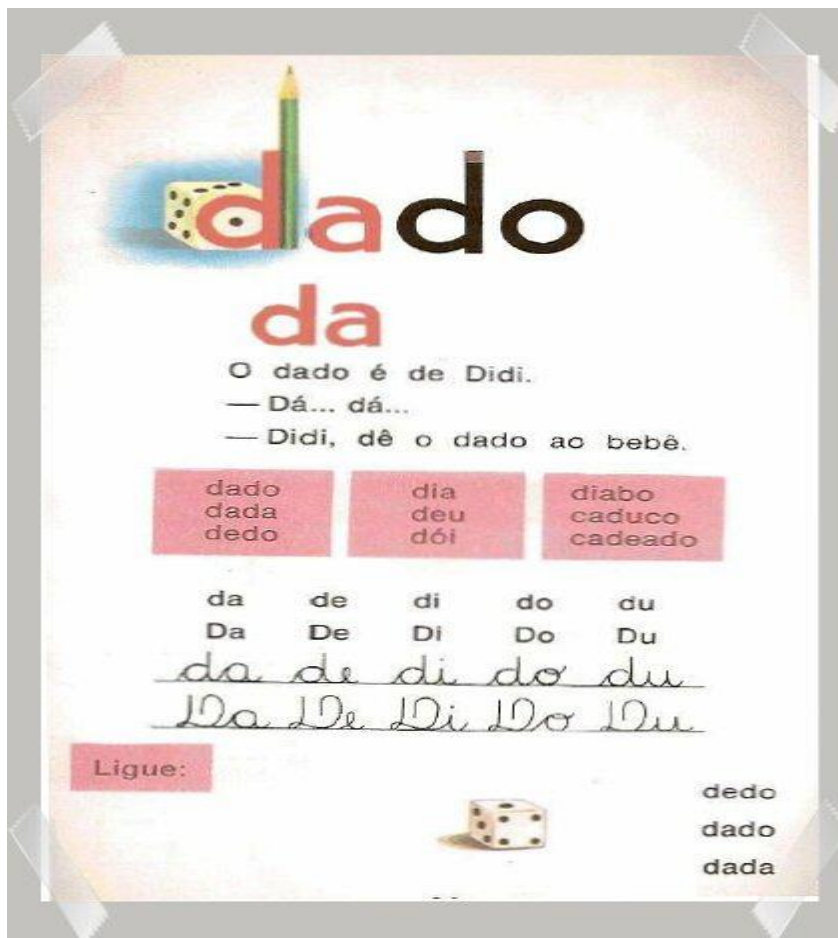 dado
da
O dado é de Didi.
— Dá... dá...
— Didi, dê o dado ao bebê.
dado dia diabo
dada deu caduco
dedo dói cadeado
da de di do du
Da De Di Do Du
da de di do du
Da De Di Do Du
Ligue:
dedo
dado
dada